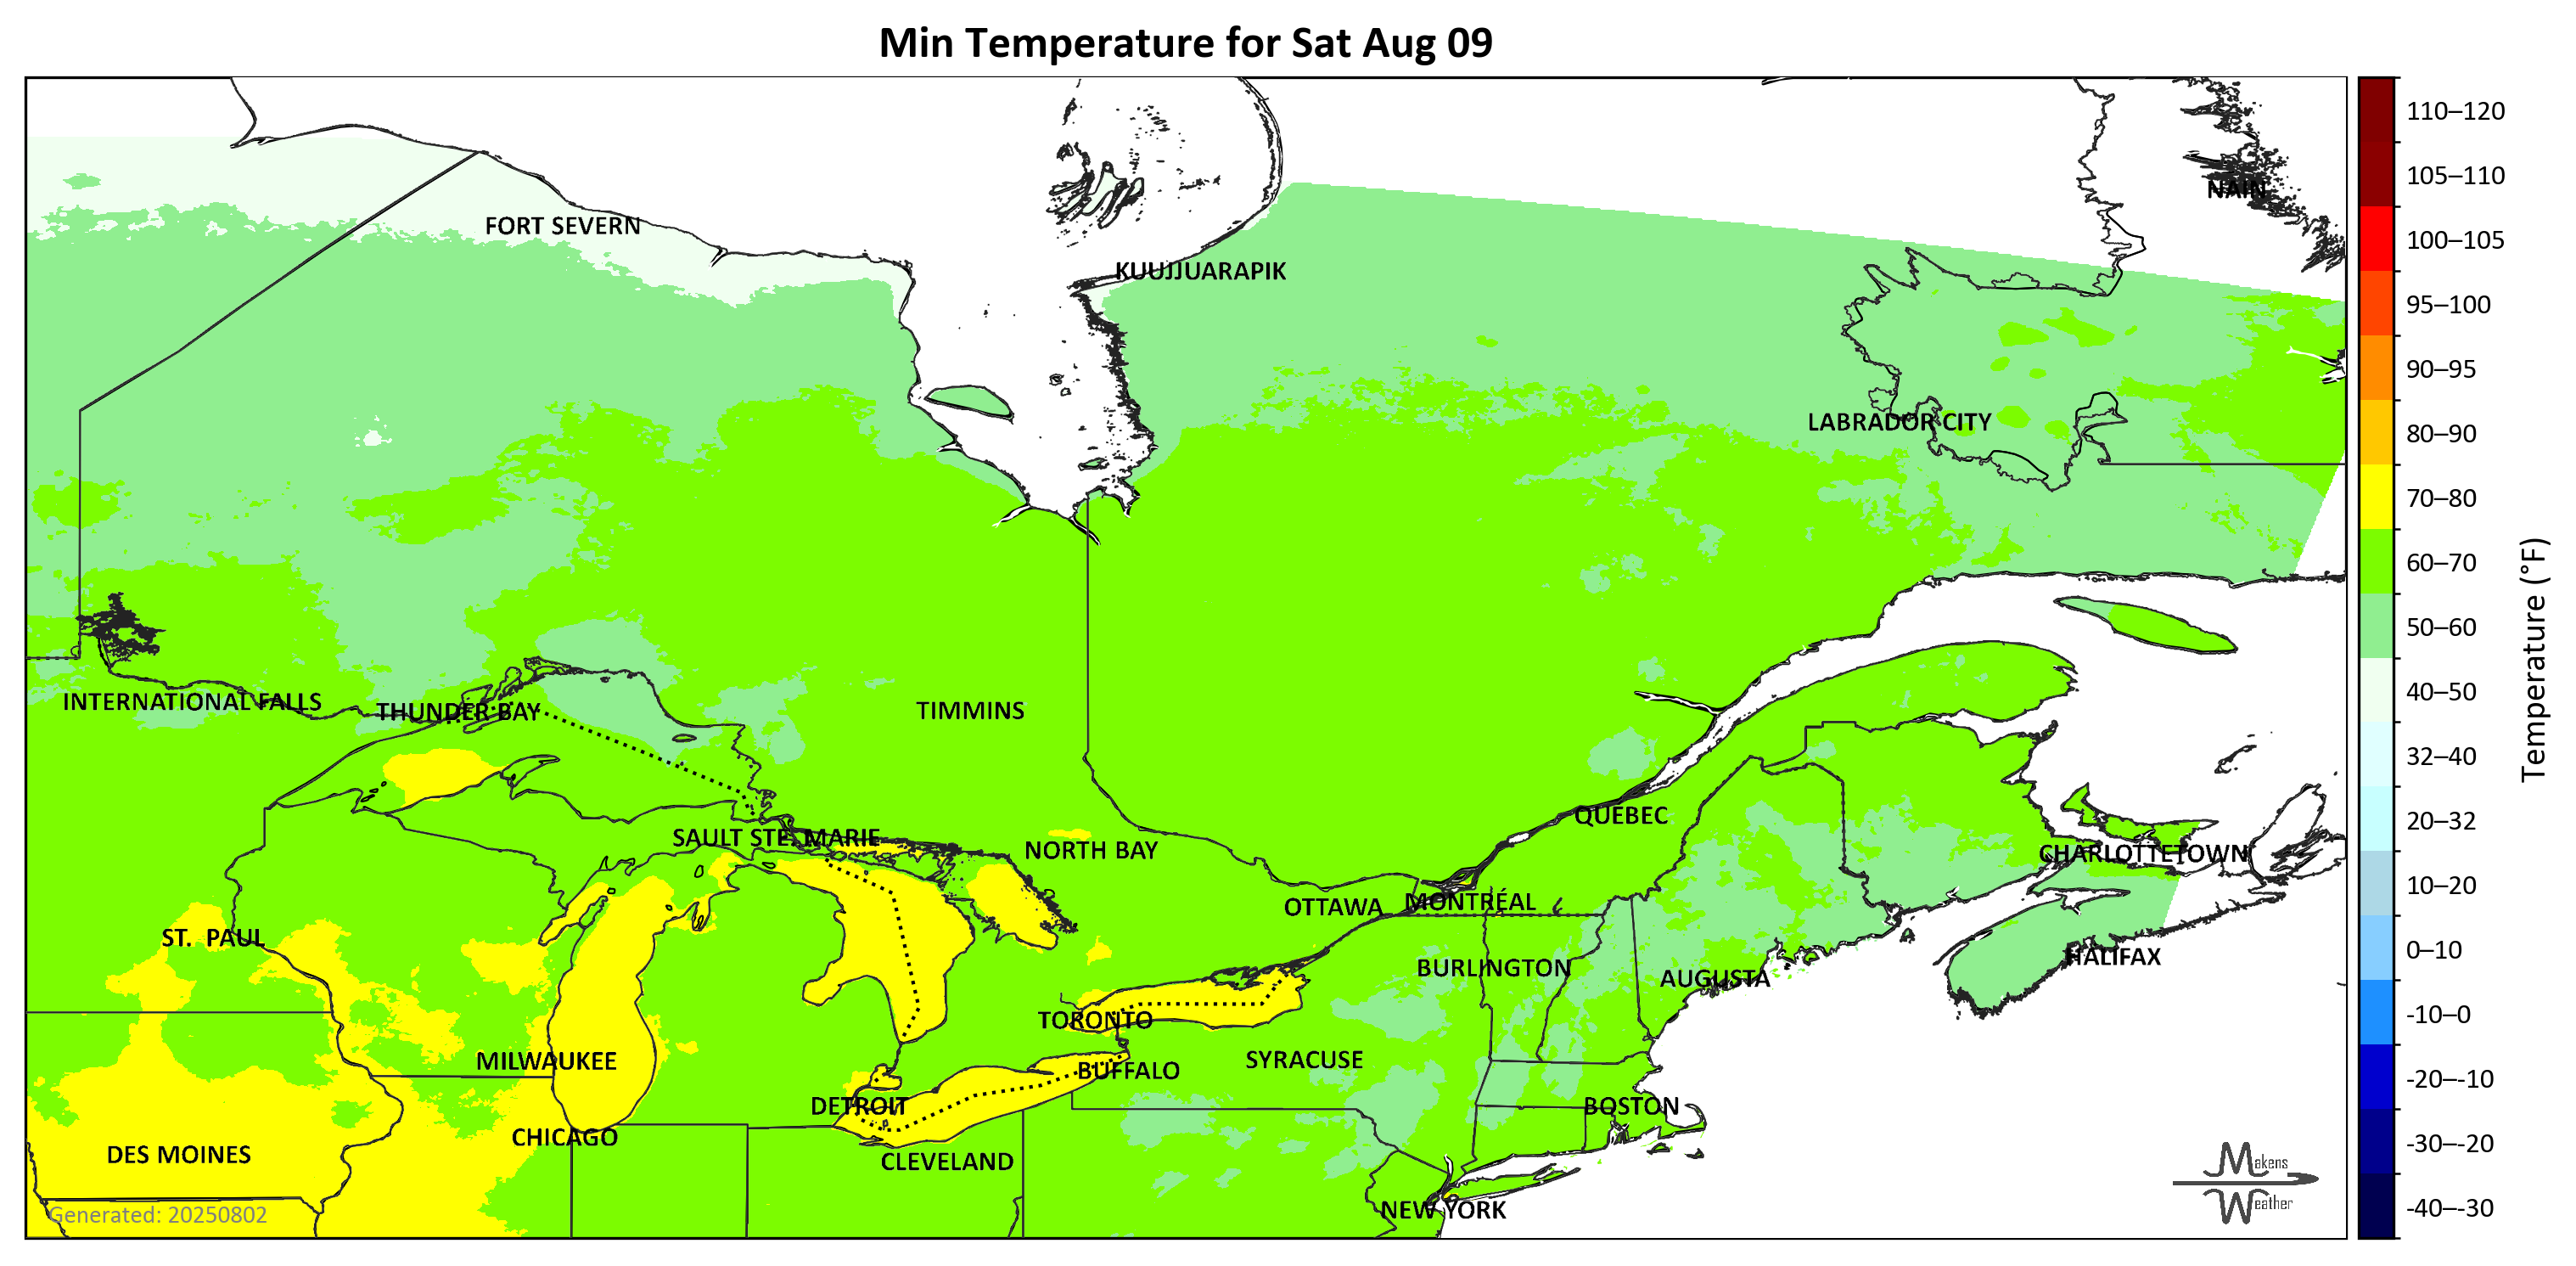 Min Temperature for Sat Aug 09
110–120
105–110
NAIN
100–105
FORT SEVERN
KUUJJUARAPIK
95–100
90–95
LABRADOR CITY
80–90
70–80
60–70
50–60
Temperature (°F)
40–50
INTERNATIONAL FALLS
THUNDER BAY
TIMMINS
32–40
20–32
QUEBEC
SAULT STE. MARIE
NORTH BAY
CHARLOTTETOWN
10–20
OTTAWA
MONTRÉAL
ST. PAUL
0–10
HALIFAX
BURLINGTON
AUGUSTA
-10–0
TORONTO
MILWAUKEE
SYRACUSE
BUFFALO
-20–-10
DETROIT
BOSTON
CHICAGO
-30–-20
DES MOINES
CLEVELAND
Makens
Weather
-40–-30
NEW YORK
Generated: 20250802